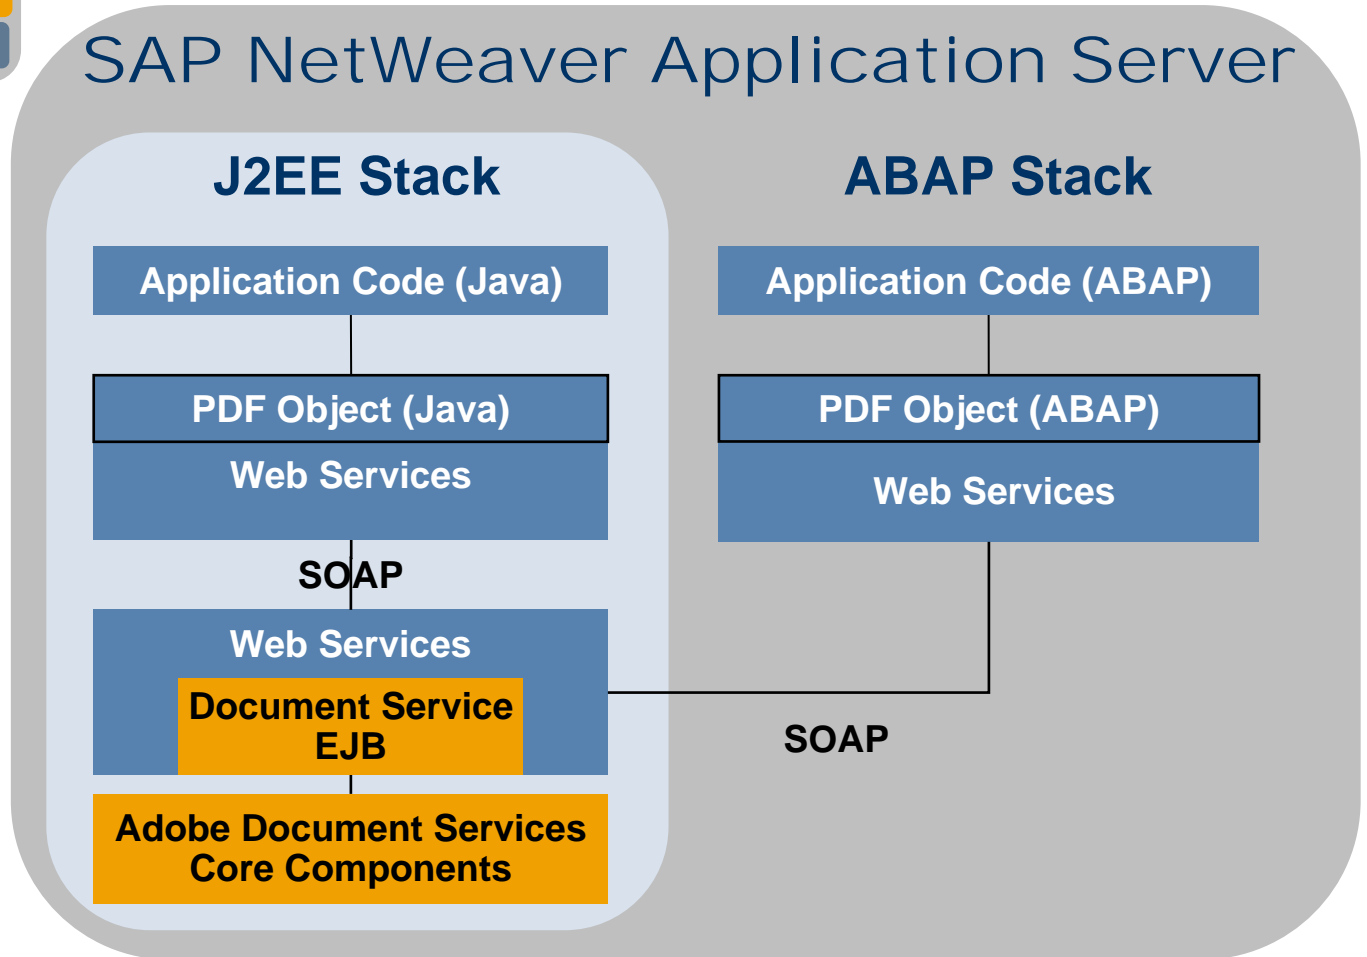 SAP NetWeaver Application Server
J2EE Stack
Application Code (Java)
PDF Object (Java)
Web Services
SOAP
Web Services
Document Service
EJB
Adobe Document Services
Core Components
ABAP Stack
Application Code (ABAP)
PDF Object (ABAP)
Web Services
SOAP